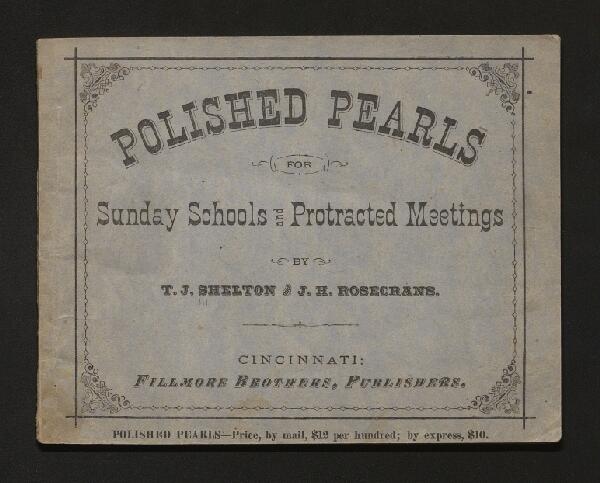 POLISHED PEARLS
FOR
Sunday Schools and Protracted Meetings
BY
T. J. SHELTON AND J. H. ROSECRANS.
CINCINNATI:
FILLMORE BROTHERS, PUBLISHERS.
POLISHED PEARLS—Price, by mail, $12 per hundred; by express, $10.